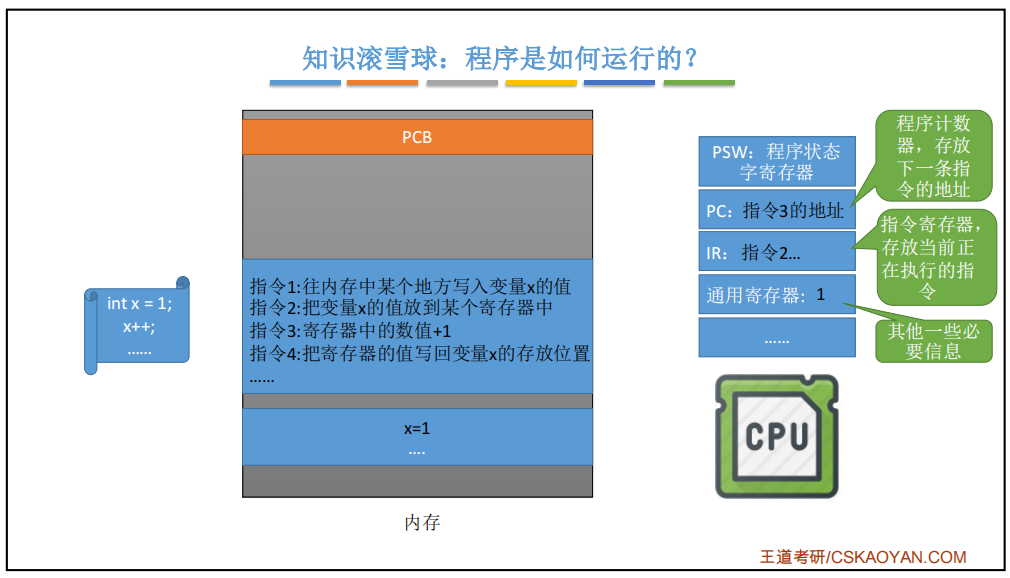 知识滚雪球：程序是如何运行的？
PCB
指令1:往内存中某个地方写入变量x的值
指令2:把变量x的值放到某个寄存器中
指令3:寄存器中的数值+1
指令4:把寄存器的值写回变量x的存放位置
……
x=1
….
内存
int x = 1;
x++;
……
PSW：程序状态
字寄存器
PC：指令3的地址
IR：指令2…
通用寄存器：1
……
程序计数
器，存放
下一条指
令的地址
指令寄存器，
存放当前正
在执行的指
令
其他一些必
要信息
CPU
王道考研/CSKAOYAN.COM